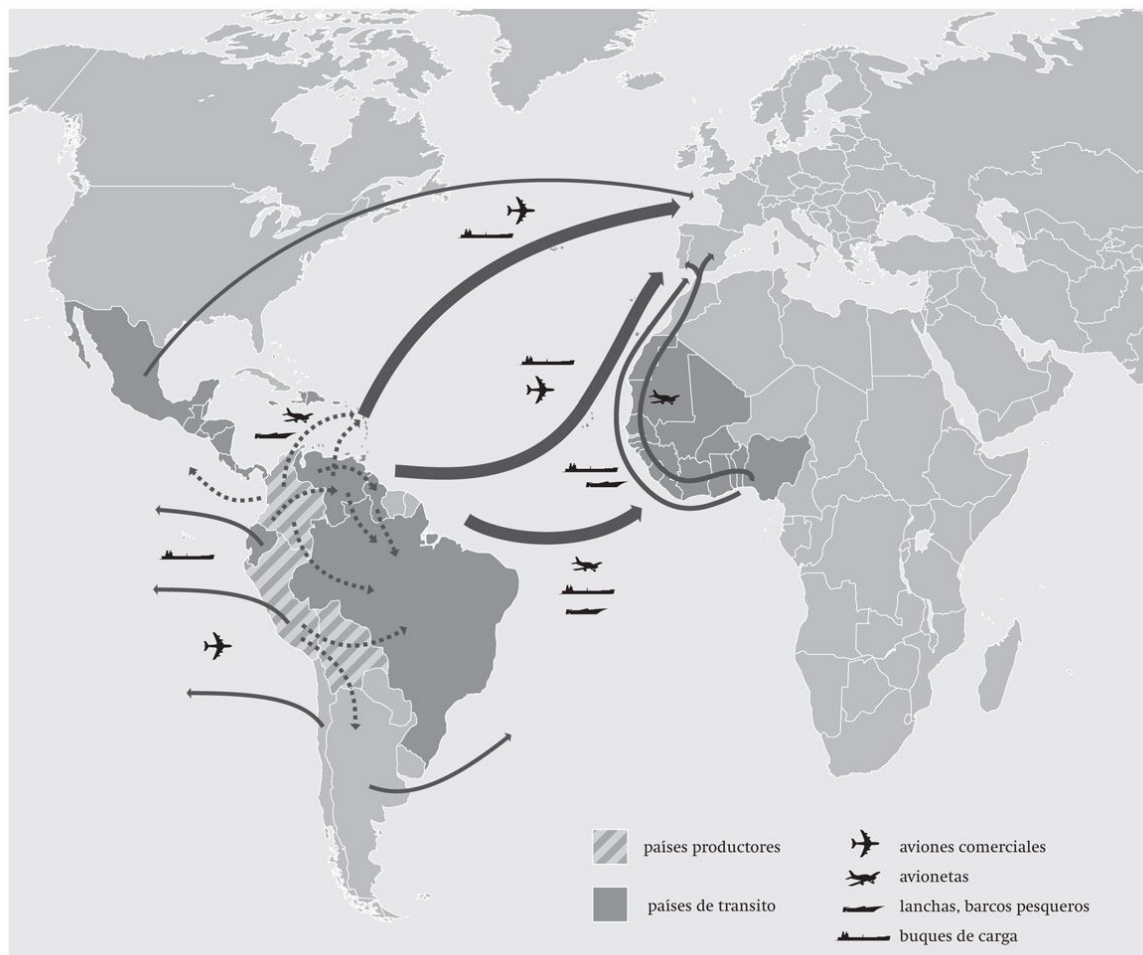 países productores
países de transito
aviones comerciales
avionetas
lanchas, barcos pesqueros
buques de carga